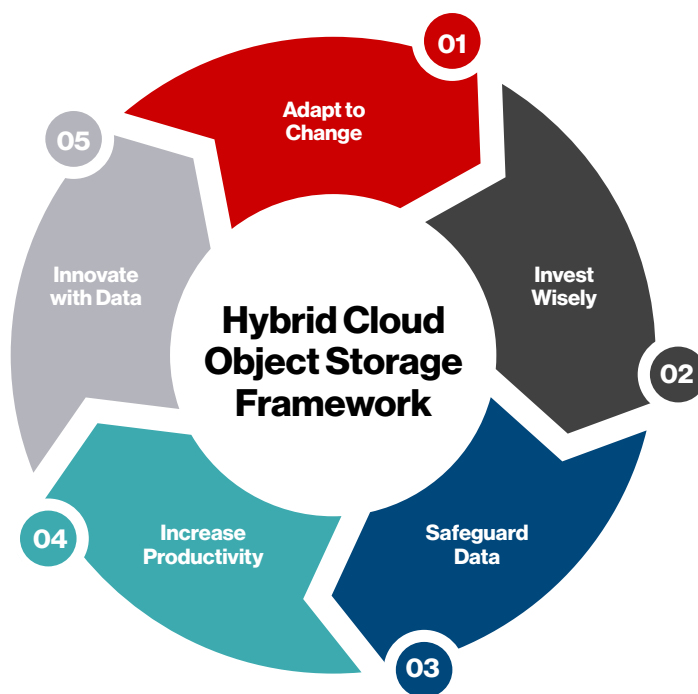 01
Adapt to
Change
02
Invest
Wisely
03
Safeguard
Data
04
Increase
Productivity
05
Innovate
with Data
Hybrid Cloud
Object Storage
Framework